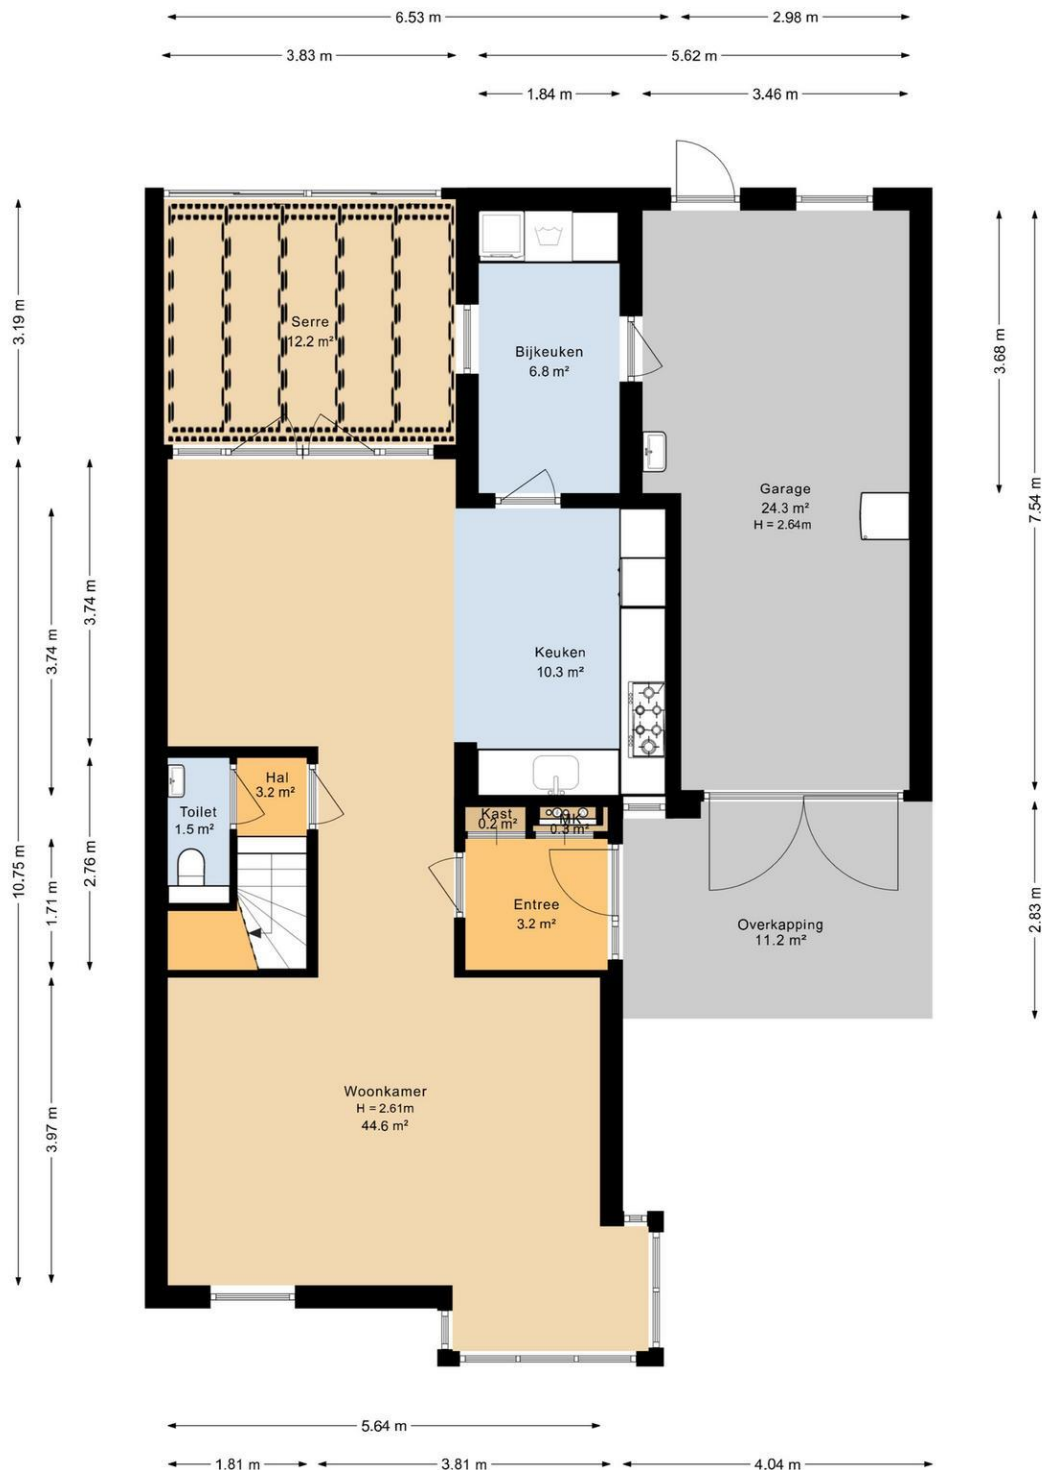 6.53 m
2.98 m
3.83 m
5.62 m
1.84 m
3.46 m
3.19 m
3.68 m
7.54 m
Serre
12.2 m²
Bijkeuken
6.8 m²
Garage
24.3 m²
H = 2.64m
3.74 m
3.74 m
10.75 m
Keuken
10.3 m²
Hal
3.2 m²
Toilet
1.5 m²
Kast
0.2 m²
MK
0.3 m²
2.76 m
1.71 m
Entree
3.2 m²
Overkapping
11.2 m²
2.83 m
Woonkamer
H = 2.61m
44.6 m²
3.97 m
5.64 m
1.81 m
3.81 m
4.04 m